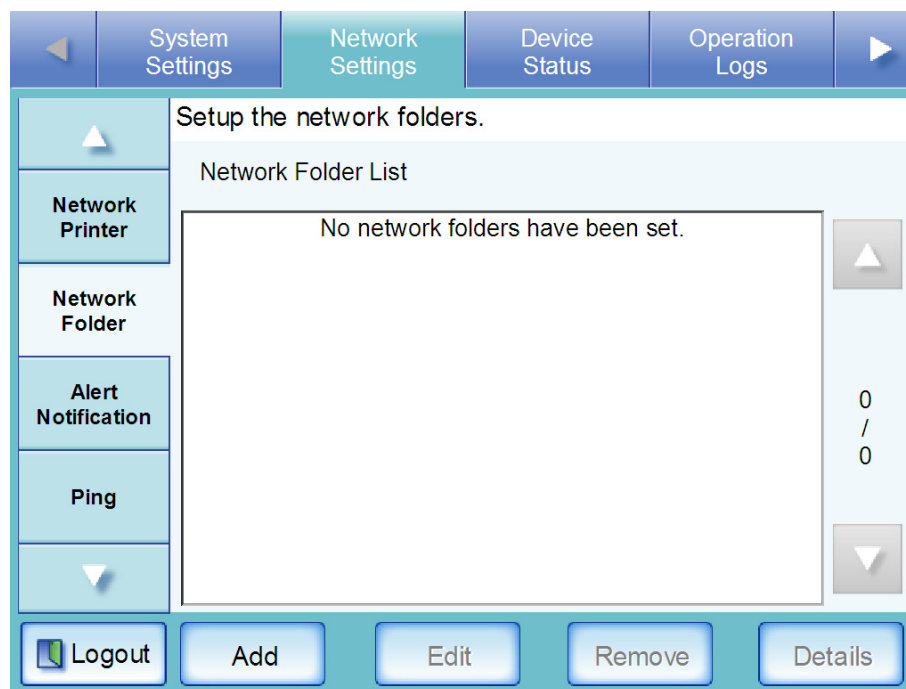 System
Settings
Network
Settings
Device
Status
Operation
Logs
Setup the network folders.
Network Folder List
No network folders have been set.
Network
Printer
Network
Folder
Alert
Notification
Ping
0
/
0
Logout
Add
Edit
Remove
Details